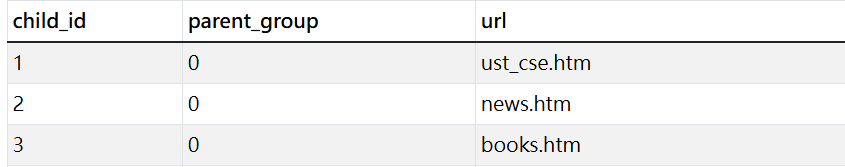 child_id parent_group url
1 0 ust_cse.htm
2 0 news.htm
3 0 books.htm